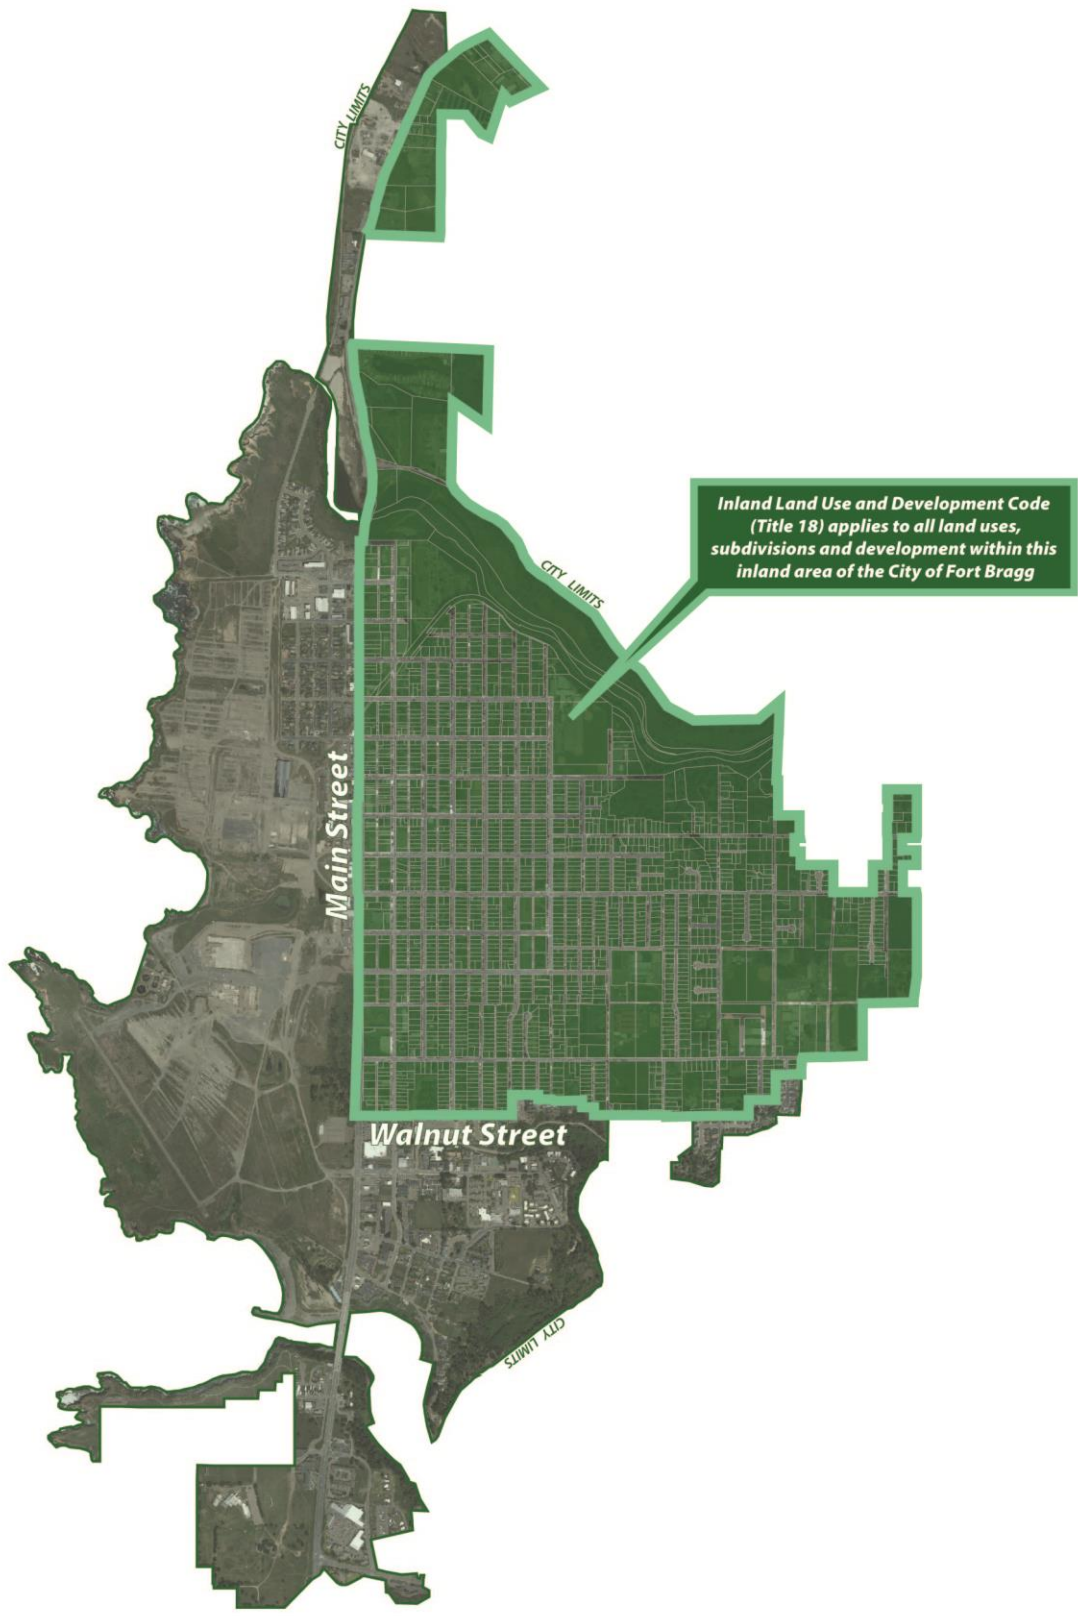 CITY LIMITS
Inland Land Use and Development Code
(Title 18) applies to all land uses,
subdivisions and development within this
inland area of the City of Fort Bragg
CITY LIMITS
Main Street
Walnut Street
CITY LIMITS